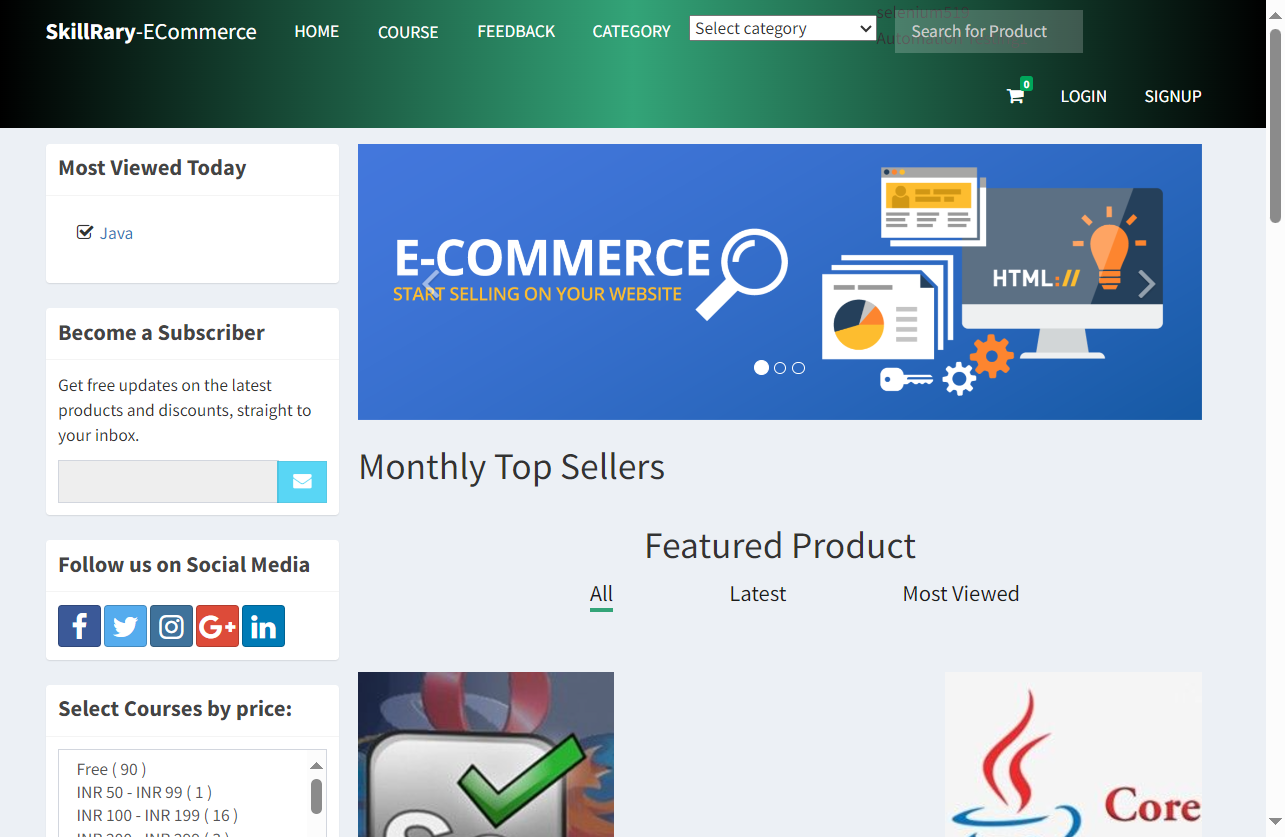 SkillRary-ECommerce HOME COURSE FEEDBACK CATEGORY Select category Search for Product
0 LOGIN SIGNUP
Most Viewed Today
Java
Become a Subscriber
Get free updates on the latest
products and discounts, straight to
your inbox.
Follow us on Social Media
f G+ in
Select Courses by price:
Free ( 90 )
INR 50 - INR 99 ( 1 )
INR 100 - INR 199 ( 16 )
E-COMMERCE
START SELLING ON YOUR WEBSITE
HTML://
Monthly Top Sellers
Featured Product
All Latest Most Viewed
Core